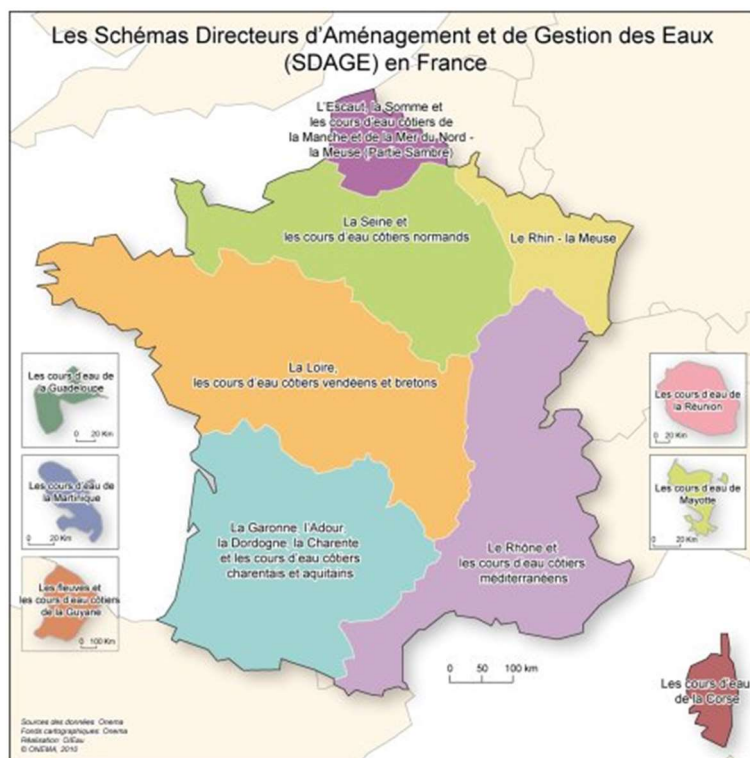 Les Schémas Directeurs d'Aménagement et de Gestion des Eaux
(SDAGE) en France
L'Escaut, la Somme et
les cours d'eau côtiers de
la Manche et de la Mer du Nord -
la Meuse (Partie Sambre)
La Seine et
les cours d'eau côtiers normands
Le Rhin - la Meuse
La Loire,
les cours d'eau côtiers vendéens et bretons
Les cours d'eau de
la Guadeloupe
0 20 Km
Les cours d'eau de
la Réunion
0 20 Km
Les cours d'eau de
la Martinique
0 20 Km
Les cours d'eau de
Mayotte
0 20 Km
La Garonne, l'Adour,
la Dordogne, la Charente
et les cours d'eau côtiers
charentais et aquitains
Le Rhône et
les cours d'eau côtiers
méditerranéens
Les fleuves et
les cours d'eau côtiers
de la Guyane
0 100 Km
0 50 100 km
Les cours d'eau
de la Corse
Sources des données: Onema
Fonds cartographiques: Onema
Réalisation: OIEau
© ONEMA, 2010